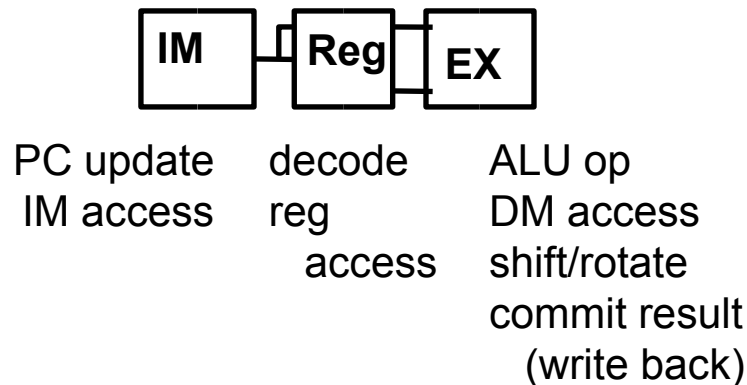 IM Reg EX
PC update decode ALU op
IM access reg DM access
access shift/rotate
commit result
(write back)